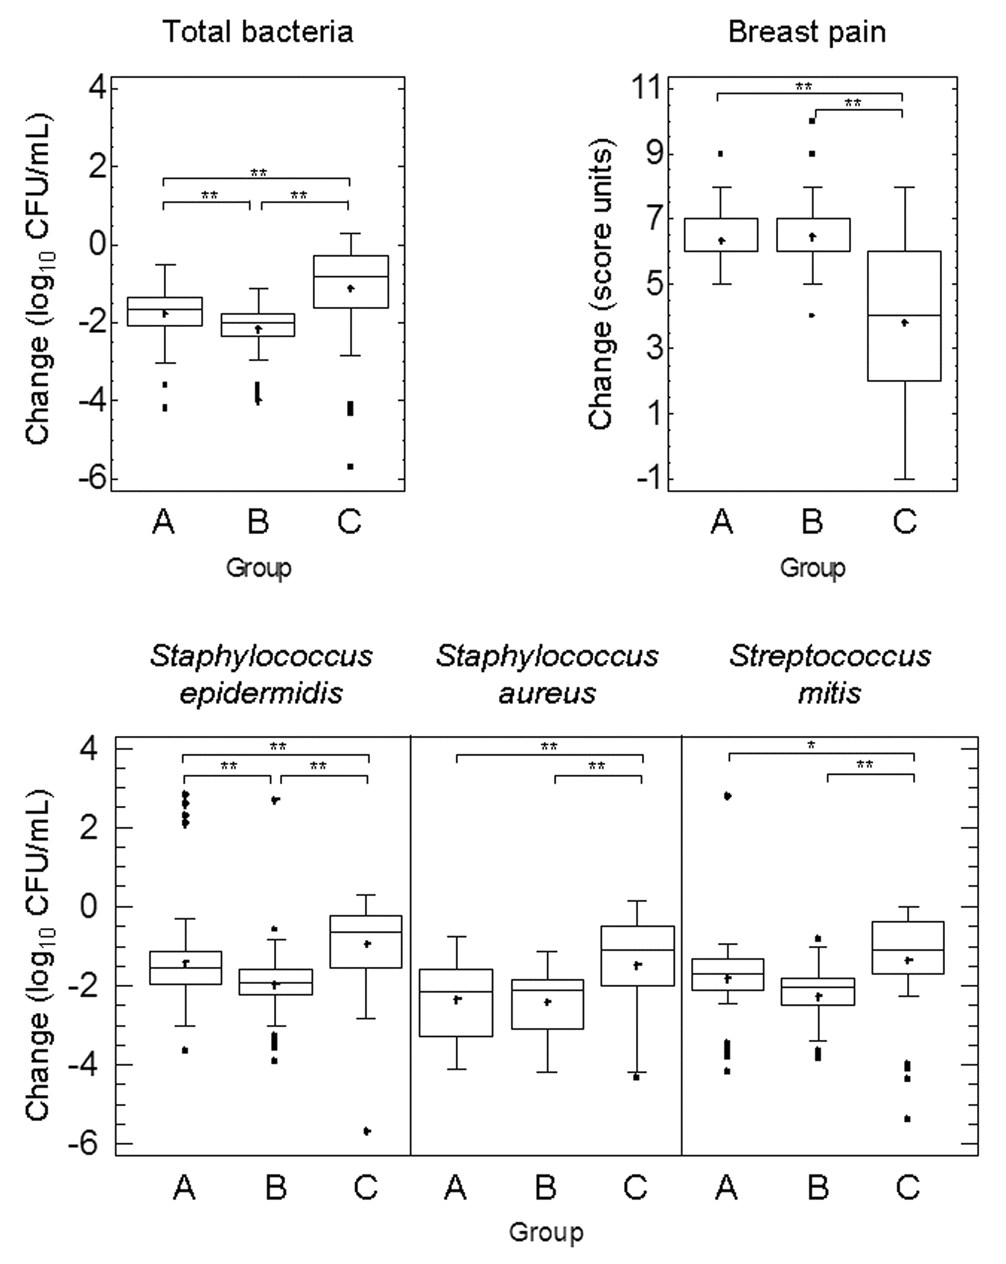 Total bacteria
Change (log10 CFU/mL)
4
2
0
-2
-4
-6
**
** **
A B C
Group
Breast pain
Change (score units)
11
9
7
5
3
1
-1
**
**
A B C
Group
Staphylococcus
epidermidis
Staphylococcus
aureus
Streptococcus
mitis
Change (log10 CFU/mL)
4
2
0
-2
-4
-6
** ** *
** ** ** **
A B C A B C A B C
Group